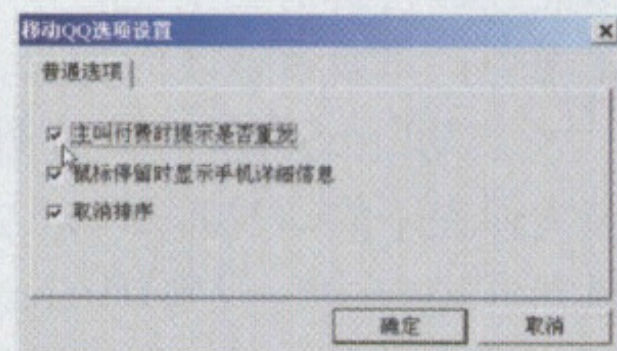 移动QQ选项设置
普通选项
主叫付费时提示是否重发
鼠标停留时显示手机详细信息
取消排序
确定 取消